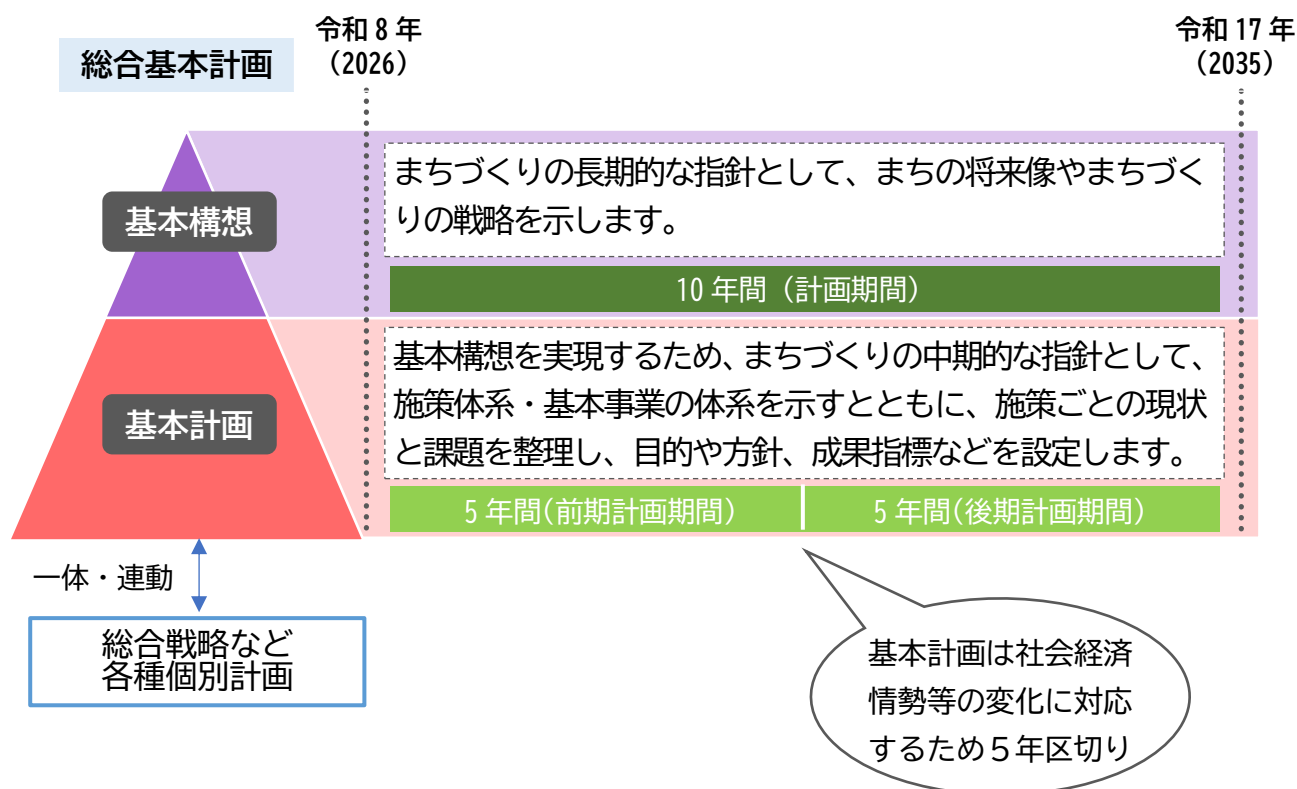 総合基本計画
令和8年
（2026）
令和17年
（2035）
基本構想
まちづくりの長期的な指針として、まちの将来像やまちづく
りの戦略を示します。
10年間（計画期間）
基本計画
基本構想を実現するため、まちづくりの中期的な指針として、
施策体系・基本事業の体系を示すとともに、施策ごとの現状
と課題を整理し、目的や方針、成果指標などを設定します。
5年間(前期計画期間)
5年間(後期計画期間)
一体・連動
総合戦略など
各種個別計画
基本計画は社会経済
情勢等の変化に対応
するため５年区切り